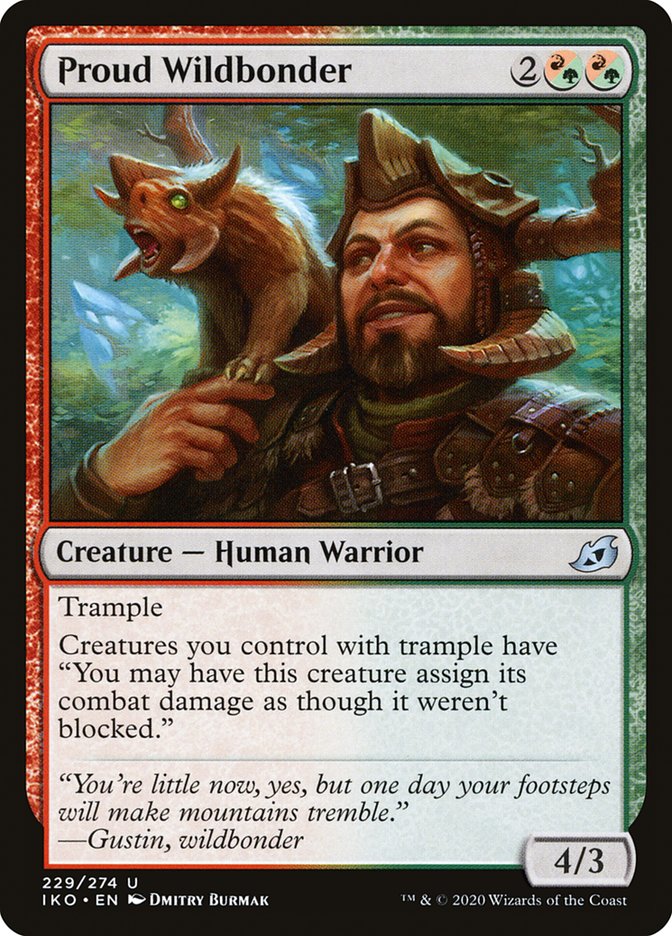 Proud Wildbonder 2
Creature — Human Warrior
Trample
Creatures you control with trample have
“You may have this creature assign its
combat damage as though it weren’t
blocked.”
“You’re little now, yes, but one day your footsteps
will make mountains tremble.”
—Gustin, wildbonder
4/3
229/274 U
IKO • EN Dmitry Burmak
™ & © 2020 Wizards of the Coast